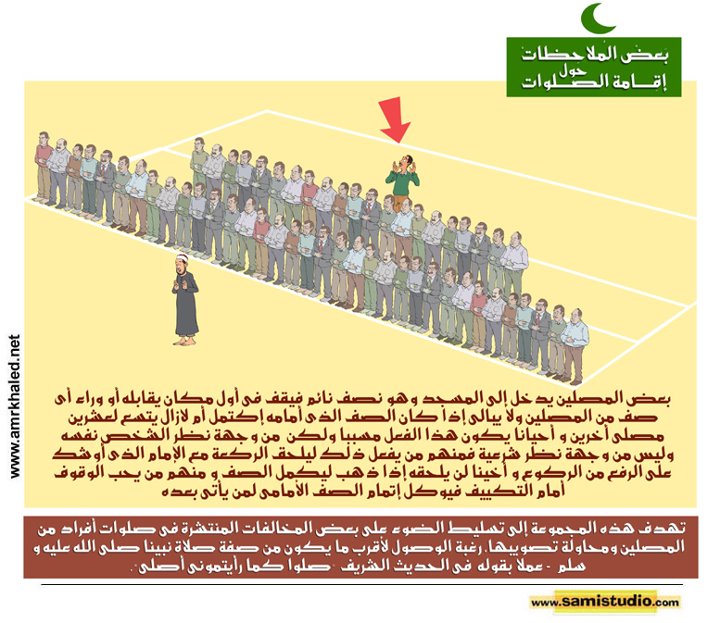 بعض الملاحظات
حول
إقامة الصلوات
www.amrkhaled.net
بعض المصلين يدخل إلى المسجد وهو نصف نائم فيقف فى أول مكان يقابله أو وراء أى
صف من المصلين ولا يبالى إذا كان الصف الذى أمامه إكتمل أم لازال يتسع لعشرين
مصلى أخرين و أحيانا يكون هذا الفعل مسببا ولكن من وجهة نظر الشخص نفسه
وليس من وجهة نظر شرعية فمنهم من يفعل ذلك ليلحق الركعة مع الإمام الذى أوشك
على الرفع من الركوع و أخينا لن يلحقه إذا ذهب ليكمل الصف و منهم من يحب الوقوف
أمام التكييف فيوكل إتمام الصف الأمامى لمن يأتى بعده
تهدف هذه المجموعة إلى تسليط الضوء على بعض المخالفات المنتشرة فى صلوات أفراد من
المصلين ومحاولة تصويبها، رغبة الوصول لأقرب ما يكون من صفة صلاة نبينا صلى الله عليه و
سلم - عملا بقوله فى الحديث الشريف "صلوا كما رأيتمونى أصلى".
www.samistudio.com